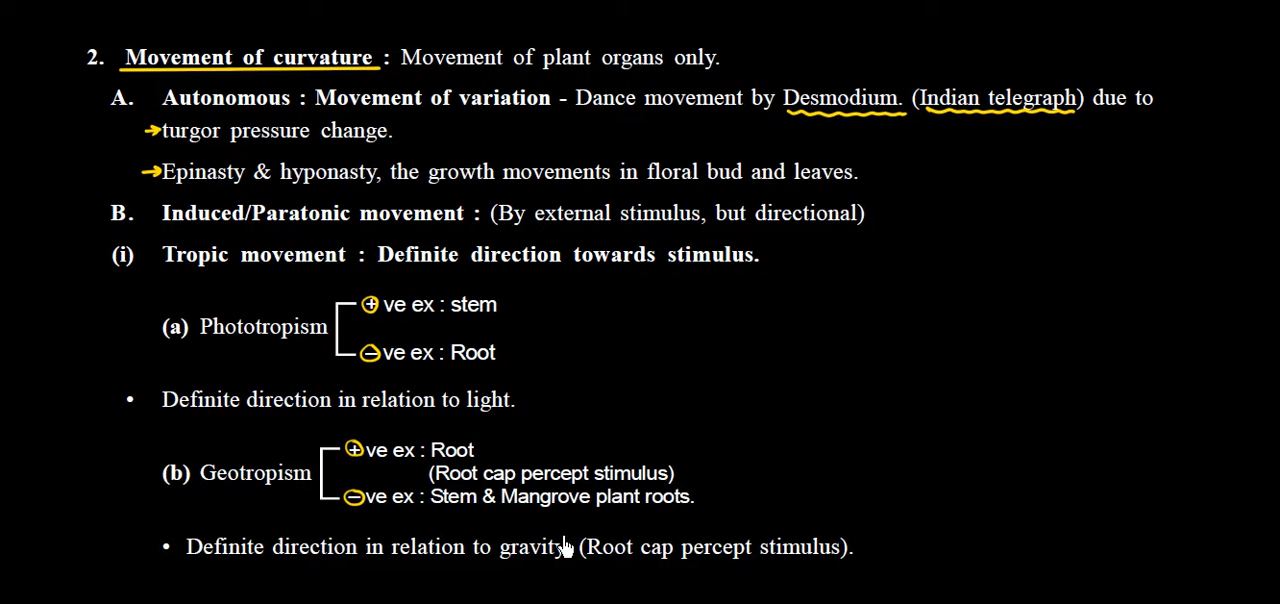 2. Movement of curvature : Movement of plant organs only.
A. Autonomous : Movement of variation - Dance movement by Desmodium. (Indian telegraph) due to
turgor pressure change.
Epinasty & hyponasty, the growth movements in floral bud and leaves.
B. Induced/Paratonic movement : (By external stimulus, but directional)
(i) Tropic movement : Definite direction towards stimulus.
+ ve ex : stem
(a) Phototropism
− ve ex : Root
• Definite direction in relation to light.
+ ve ex : Root
(b) Geotropism (Root cap percept stimulus)
− ve ex : Stem & Mangrove plant roots.
• Definite direction in relation to gravity (Root cap percept stimulus).